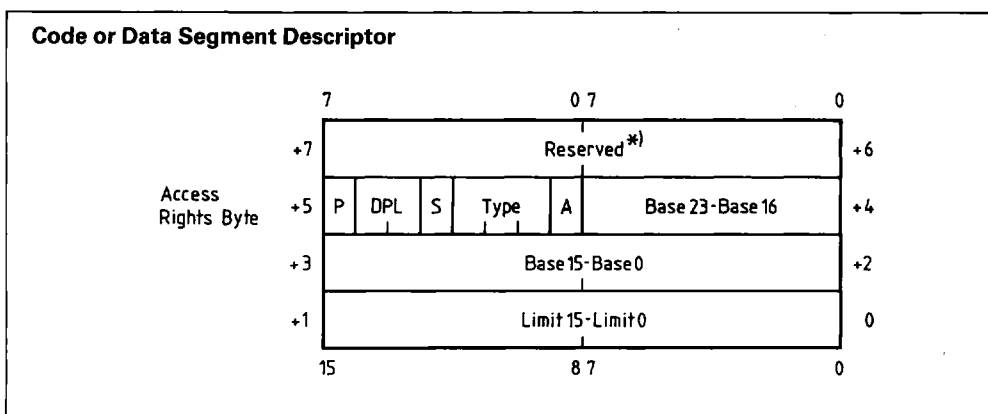 Code or Data Segment Descriptor
7 0 7 0
+7 Reserved*) +6
Access
Rights Byte
+5 P DPL S Type A Base 23-Base 16 +4
+3 Base 15-Base 0 +2
+1 Limit 15-Limit 0 0
15 8 7 0